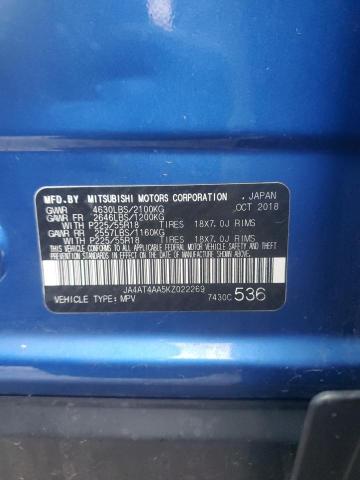 MFD.BY MITSUBISHI MOTORS CORPORATION , JAPAN
GVWR 4630LBS/2100KG OCT 2018
GAWR FR 2646LBS/1200KG
WITH P225/55R18 TIRES 18X7.0J RIMS
GAWR RR 2557LBS/1160KG
WITH P225/55R18 TIRES 18X7.0J RIMS
THIS VEHICLE CONFORMS TO ALL APPLICABLE
FEDERAL MOTOR VEHICLE SAFETY AND
THEFT PREVENTION STANDARDS IN EFFECT ON
THE DATE OF MANUFACTURE SHOWN ABOVE.
JA4AT4AA5KZ022269
VEHICLE TYPE: MPV 7430C 536